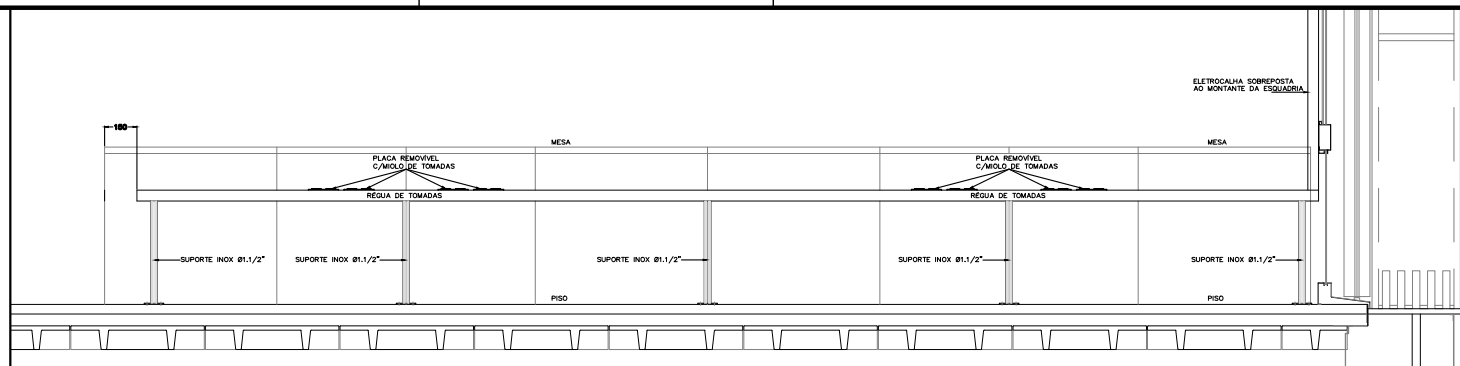 ELETROCALHA SOBREPOSTA
AO MONTANTE DA ESQUADRIA
150
MESA
MESA
PLACA REMOVÍVEL
C/MIOLO DE TOMADAS
PLACA REMOVÍVEL
C/MIOLO DE TOMADAS
RÉGUA DE TOMADAS
RÉGUA DE TOMADAS
SUPORTE INOX Ø1.1/2"
SUPORTE INOX Ø1.1/2"
SUPORTE INOX Ø1.1/2"
SUPORTE INOX Ø1.1/2"
SUPORTE INOX Ø1.1/2"
PISO
PISO